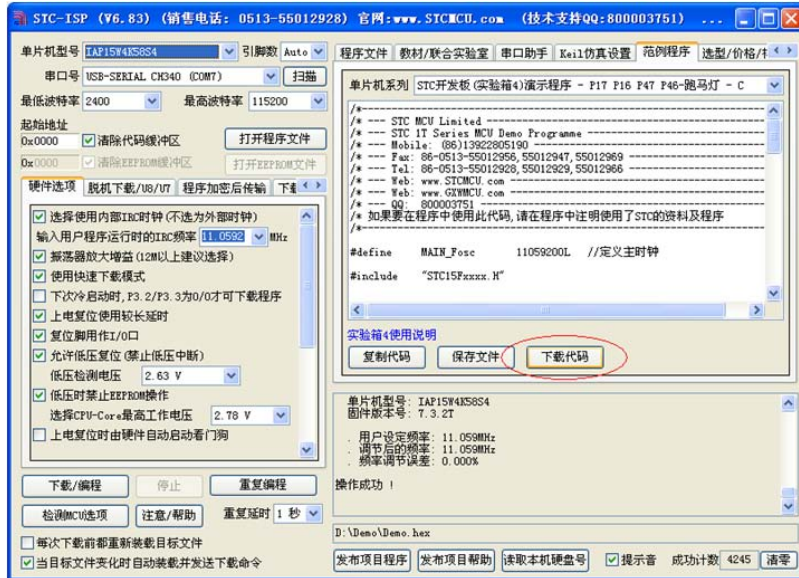 STC-ISP (V6.83) (销售电话: 0513-55012928) 官网:www.STCMCU.com (技术支持QQ:800003751) ...
单片机型号 IAP15W4K58S4 引脚数 Auto
串口号 USB-SERIAL CH340 (COM7) 扫描
最低波特率 2400 最高波特率 115200
起始地址
0x0000 清除代码缓冲区 打开程序文件
0x0000 清除EEPROM缓冲区 打开EEPROM文件
硬件选项 脱机下载/U8/U7 程序加密后传输
选择使用内部IRC时钟(不选为外部时钟)
输入用户程序运行时的IRC频率 11.0592 MHz
振荡器放大增益(12M以上建议选择)
使用快速下载模式
下次冷启动时,P3.2/P3.3为0/0才可下载程序
上电复位使用较长延时
复位脚用作I/O口
允许低压复位(禁止低压中断)
低压检测电压 2.63 V
低压时禁止EEPROM操作
选择CPU-Core最高工作电压 2.78 V
上电复位时由硬件自动启动看门狗
下载/编程 停止 重复编程
检测MCU选项 注意/帮助 重复延时 1 秒
每次下载前都重新装载目标文件
当目标文件变化时自动装载并发送下载命令
程序文件 教材/联合实验室 串口助手 Keil仿真设置 范例程序 选型/价格/
单片机系列 STC开发板(实验箱4)演示程序 - P17 P16 P47 P46-跑马灯 - C
/*---------------------------------------------------------------
/* --- STC MCU Limited ------------------------------------------
/* --- STC 1T Series MCU Demo Programme -------------------------
/* --- Mobile: (86)13922805190 ----------------------------------
/* --- Fax: 86-0513-55012956,55012947,55012969 ------------------
/* --- Tel: 86-0513-55012928,55012929,55012966 ------------------
/* --- Web: www.STCMCU.com --------------------------------------
/* --- Web: www.GXWMCU.com --------------------------------------
/* --- QQ: 800003751 --------------------------------------------
/* 如果要在程序中使用此代码,请在程序中注明使用了STC的资料及程序
/*---------------------------------------------------------------
#define MAIN_Fosc 11059200L //定义主时钟
#include "STC15Fxxxx.H"
实验箱4使用说明
复制代码 保存文件 下载代码
单片机型号: IAP15W4K58S4
固件版本号: 7.3.2T
. 用户设定频率: 11.059MHz
. 调节后的频率: 11.059MHz
. 频率调节误差: 0.000%
操作成功 !
D:\Demo\Demo.hex
发布项目程序 发布项目帮助 读取本机硬盘号 提示音 成功计数 4245 清零